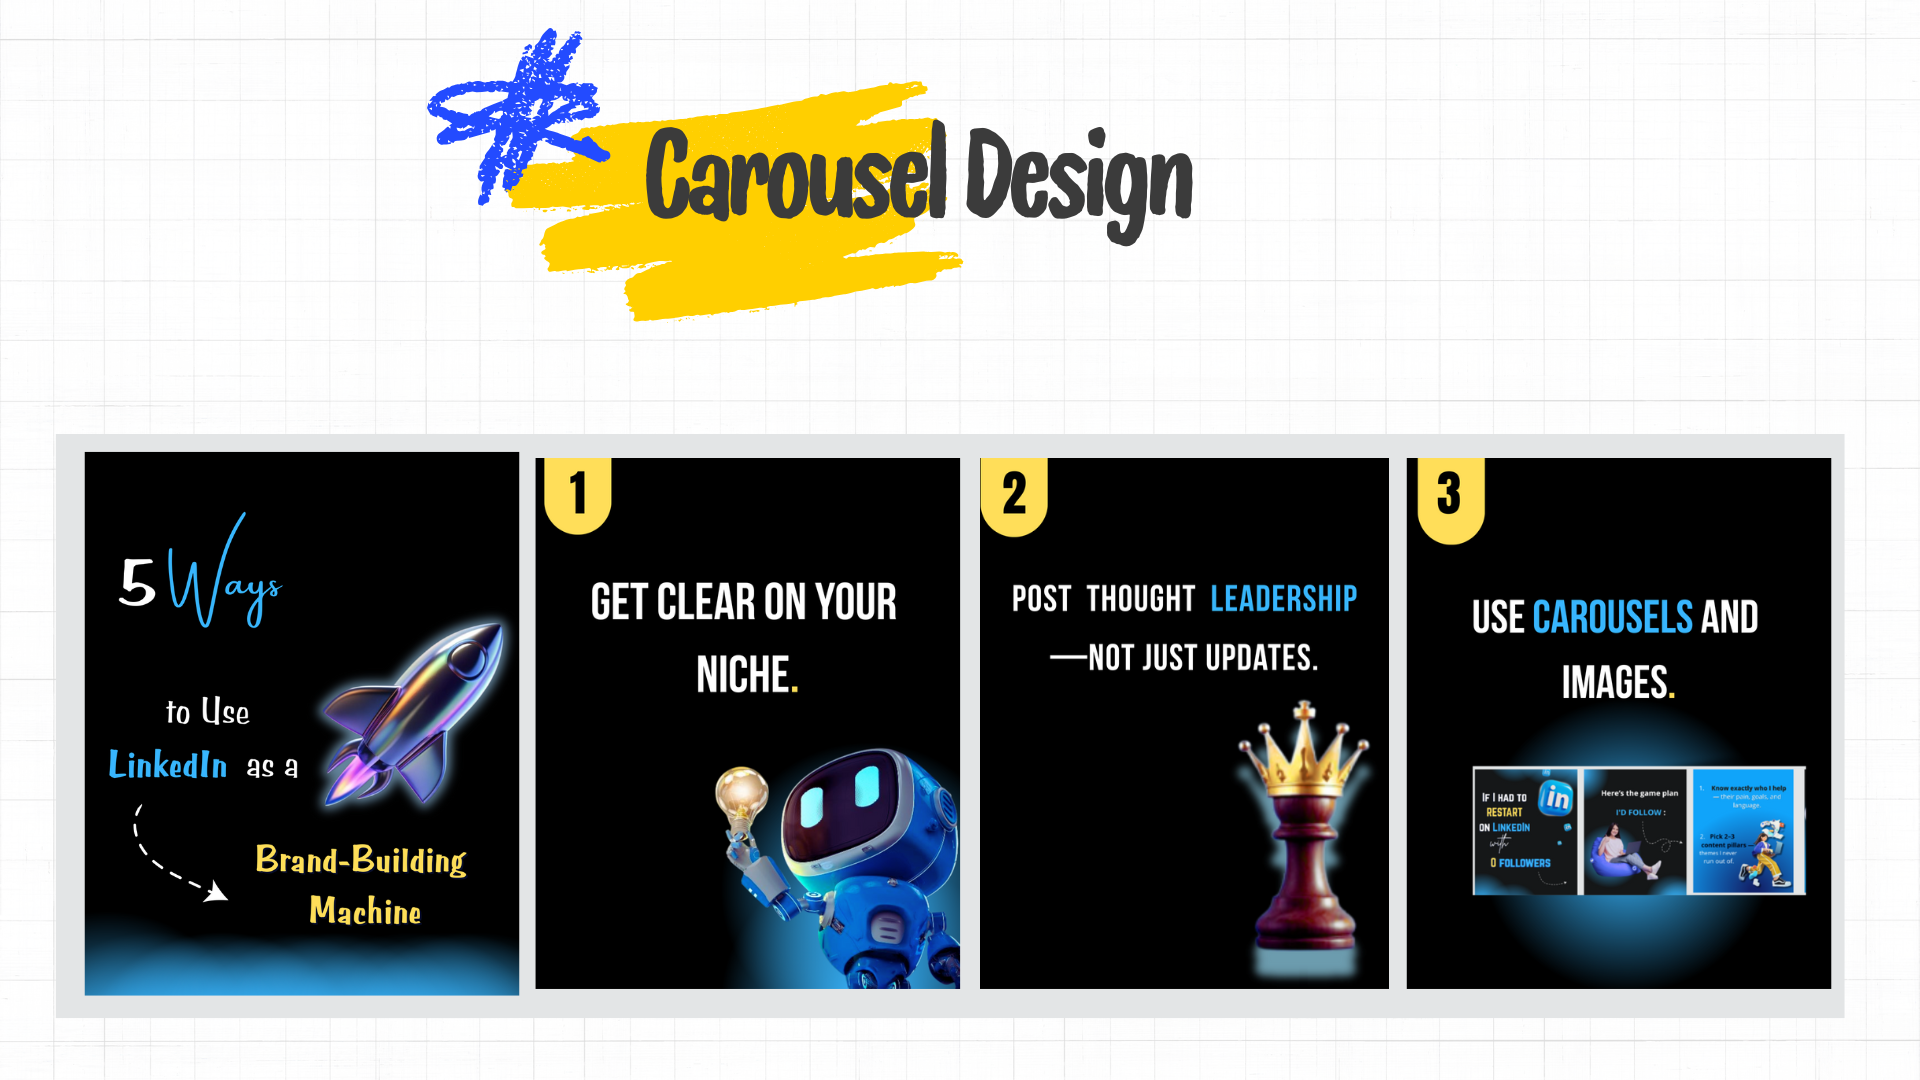 Carousel Design
5 Ways
to Use
LinkedIn as a
Brand-Building
Machine
1
GET CLEAR ON YOUR
NICHE.
2
POST THOUGHT LEADERSHIP
—NOT JUST UPDATES.
3
USE CAROUSELS AND
IMAGES.
IF I HAD TO
RESTART
ON LINKEDIN
with
0 FOLLOWERS
in
Here's the game plan
I'D FOLLOW :
1. Know exactly who I help
— their pain, goals, and
language.
2. Pick 2–3
content pillars —
themes I never
run out of.